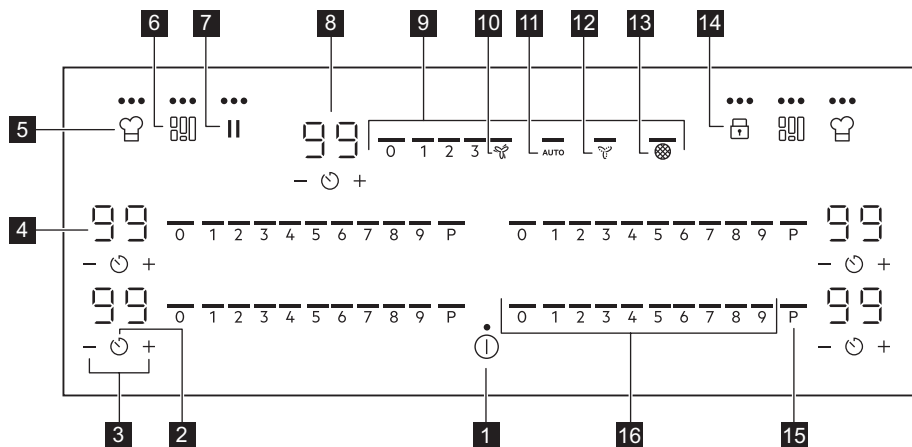 6 7 8 9 10 11 12 13 14
5
99
0 1 2 3 AUTO
− +
4 99 0 1 2 3 4 5 6 7 8 9 P 0 1 2 3 4 5 6 7 8 9 P 99
− + − +
99 0 1 2 3 4 5 6 7 8 9 P 0 1 2 3 4 5 6 7 8 9 P 99
− + − +
3 2 1 16 15